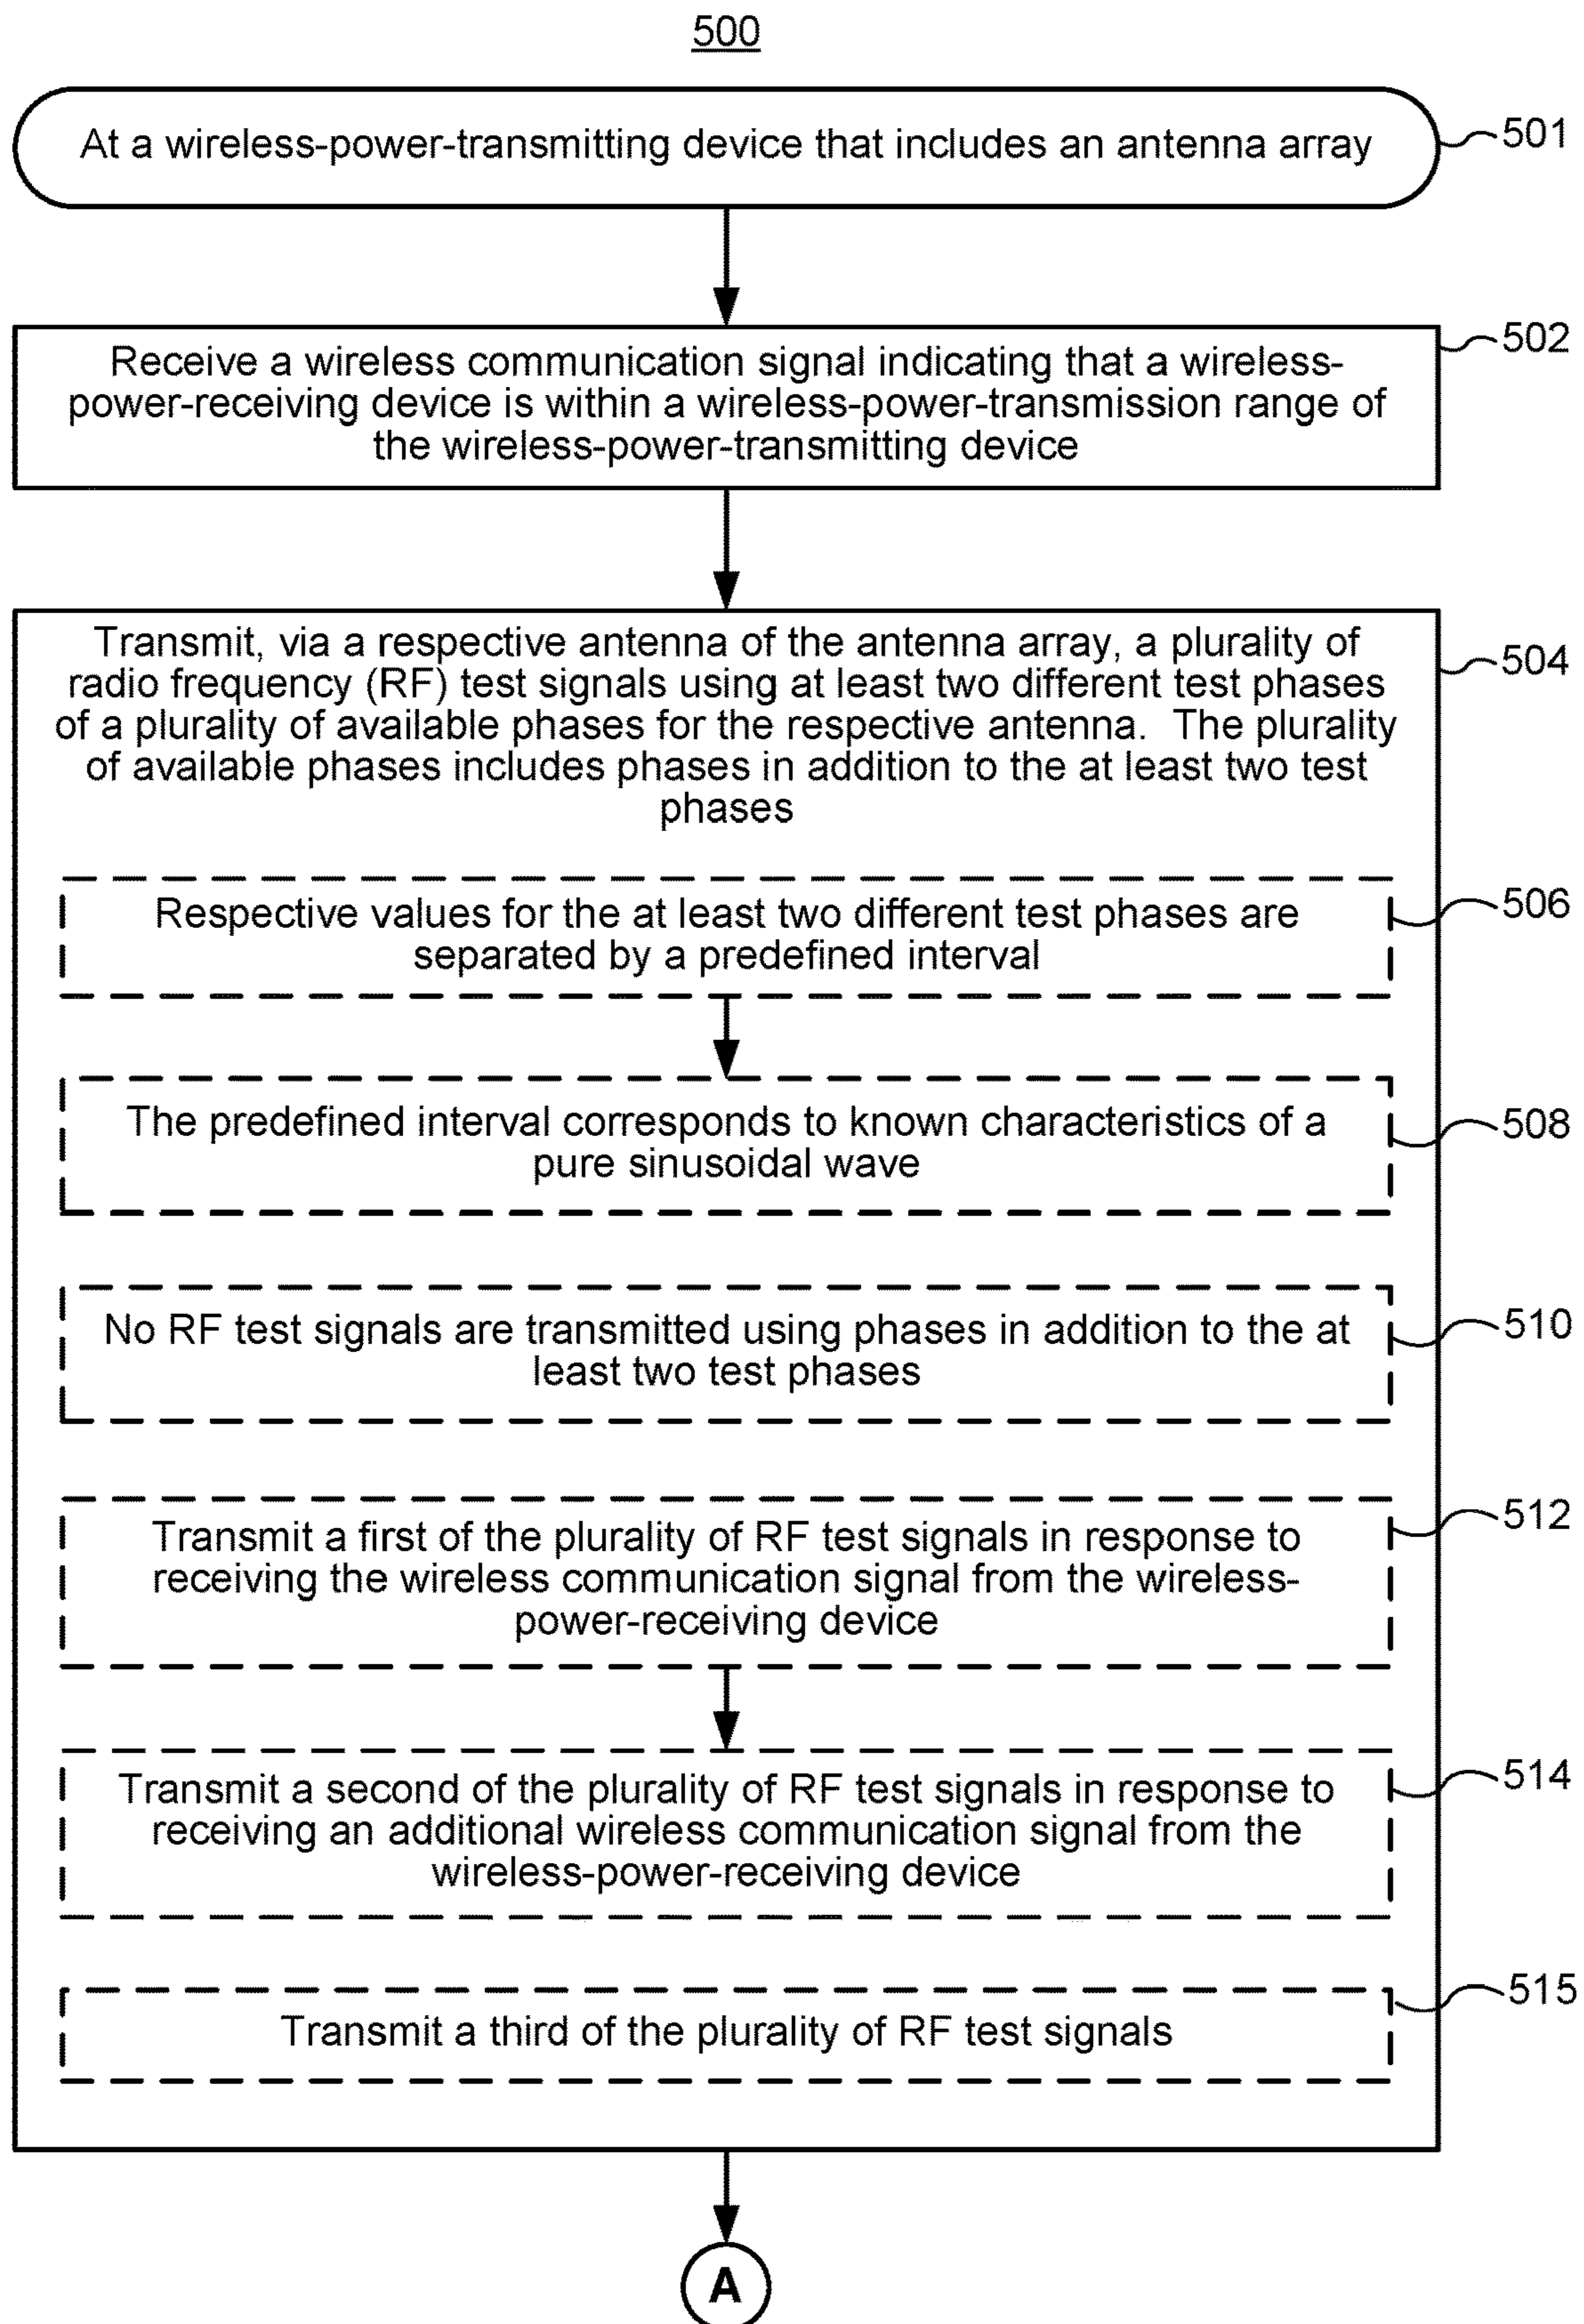 500
At a wireless-power-transmitting device that includes an antenna array
501
Receive a wireless communication signal indicating that a wireless-
power-receiving device is within a wireless-power-transmission range of
the wireless-power-transmitting device
502
Transmit, via a respective antenna of the antenna array, a plurality of
radio frequency (RF) test signals using at least two different test phases
of a plurality of available phases for the respective antenna.  The plurality
of available phases includes phases in addition to the at least two test
phases
504
Respective values for the at least two different test phases are
separated by a predefined interval
506
The predefined interval corresponds to known characteristics of a
pure sinusoidal wave
508
No RF test signals are transmitted using phases in addition to the at
least two test phases
510
Transmit a first of the plurality of RF test signals in response to
receiving the wireless communication signal from the wireless-
power-receiving device
512
Transmit a second of the plurality of RF test signals in response to
receiving an additional wireless communication signal from the
wireless-power-receiving device
514
Transmit a third of the plurality of RF test signals
515
A